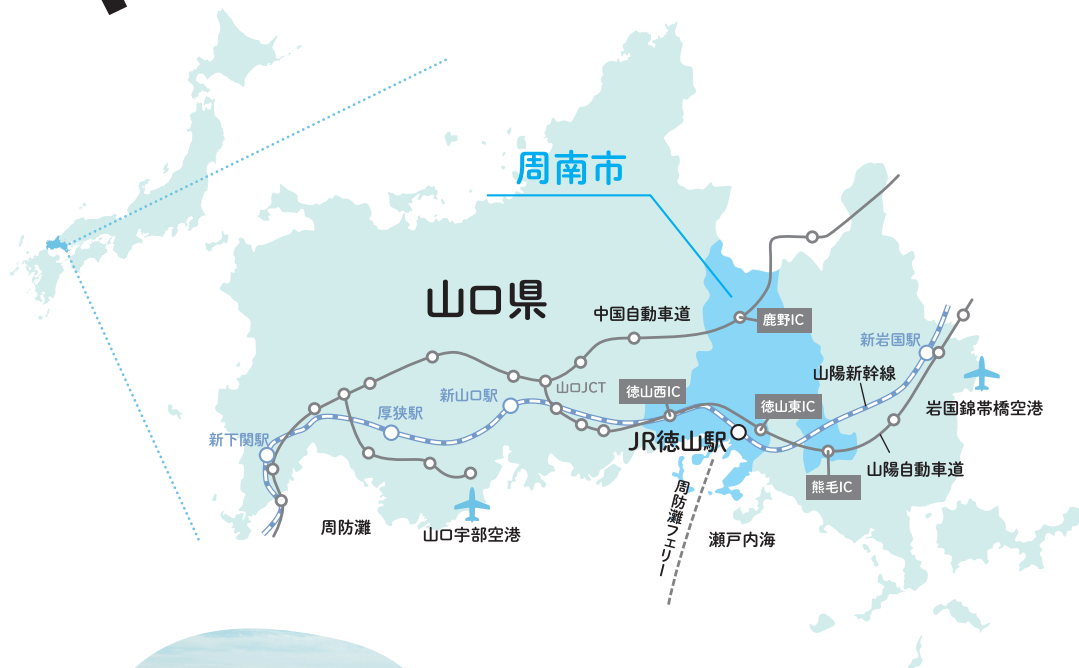 周南市
山口県
中国自動車道
鹿野IC
新岩国駅
山陽新幹線
山口JCT
徳山西IC
新山口駅
徳山東IC
岩国錦帯橋空港
厚狭駅
新下関駅
JR徳山駅
山陽自動車道
熊毛IC
周防灘フェリー
周防灘
山口宇部空港
瀬戸内海